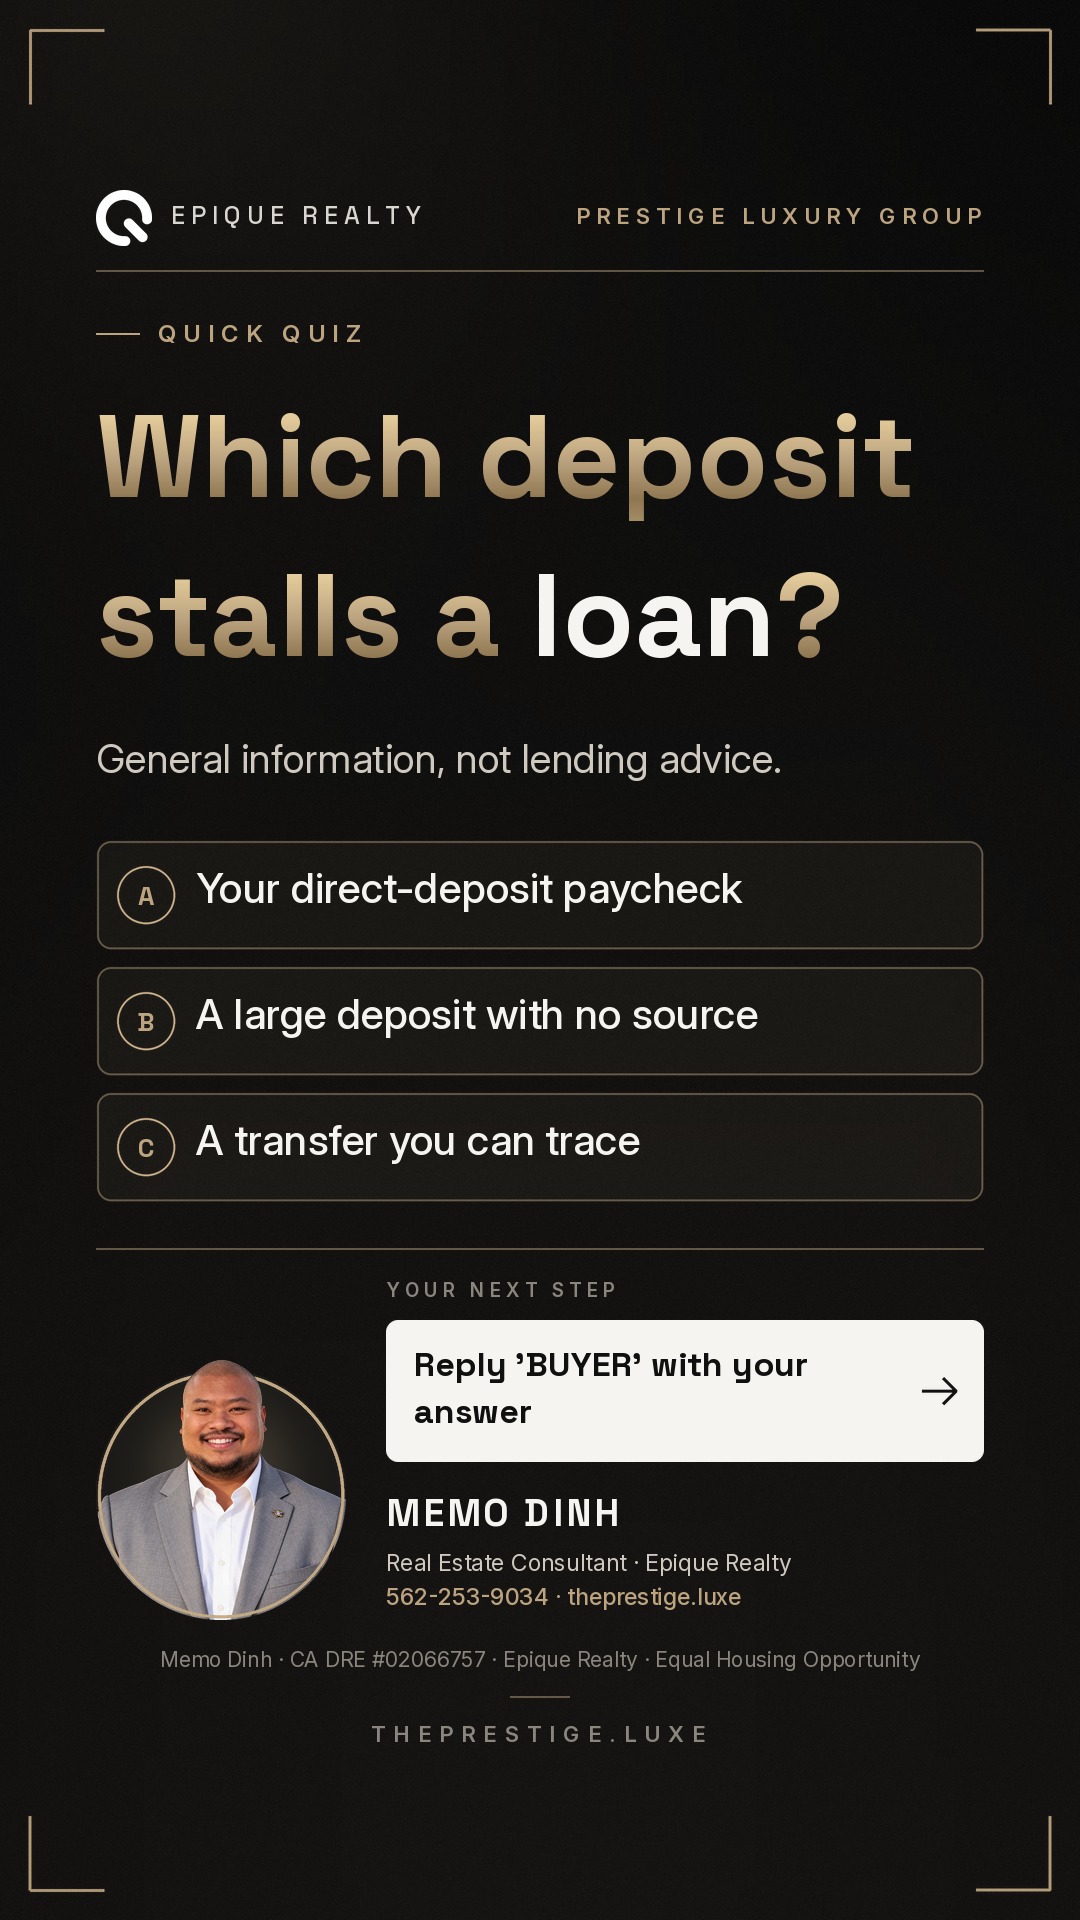 EPIQUE REALTY
PRESTIGE LUXURY GROUP
QUICK QUIZ
Which deposit
stalls a loan?
General information, not lending advice.
A Your direct-deposit paycheck
B A large deposit with no source
C A transfer you can trace
YOUR NEXT STEP
Reply ’BUYER’ with your
answer
MEMO DINH
Real Estate Consultant · Epique Realty
562-253-9034 · theprestige.luxe
Memo Dinh · CA DRE #02066757 · Epique Realty · Equal Housing Opportunity
THEPRESTIGE.LUXE